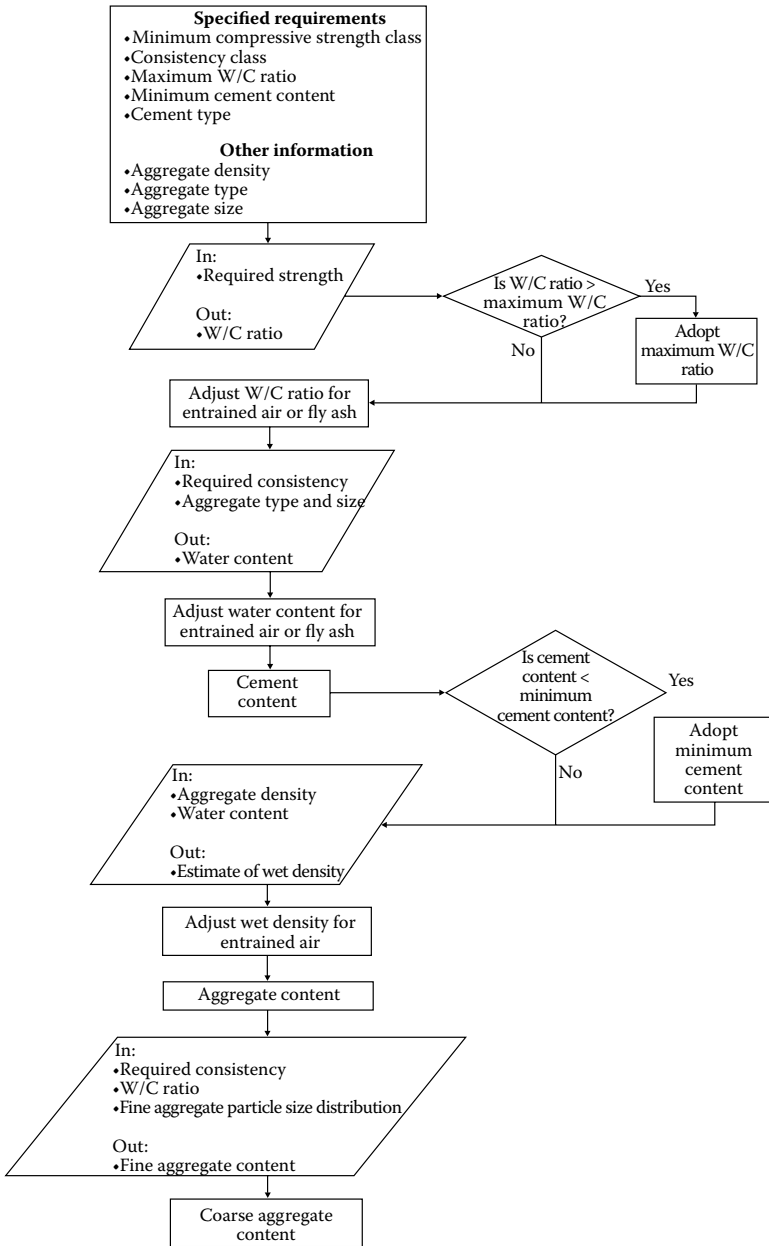 Specified requirements
•Minimum compressive strength class
•Consistency class
•Maximum W/C ratio
•Minimum cement content
•Cement type
Other information
•Aggregate density
•Aggregate type
•Aggregate size
In:
•Required strength
Out:
•W/C ratio
Is W/C ratio >
maximum W/C
ratio?
Yes
No
Adopt
maximum W/C
ratio
Adjust W/C ratio for
entrained air or fly ash
In:
•Required consistency
•Aggregate type and size
Out:
•Water content
Adjust water content for
entrained air or fly ash
Cement
content
Is cement
content <
minimum
cement content?
Yes
No
Adopt
minimum
cement
content
In:
•Aggregate density
•Water content
Out:
•Estimate of wet density
Adjust wet density for
entrained air
Aggregate content
In:
•Required consistency
•W/C ratio
•Fine aggregate particle size distribution
Out:
•Fine aggregate content
Coarse aggregate
content